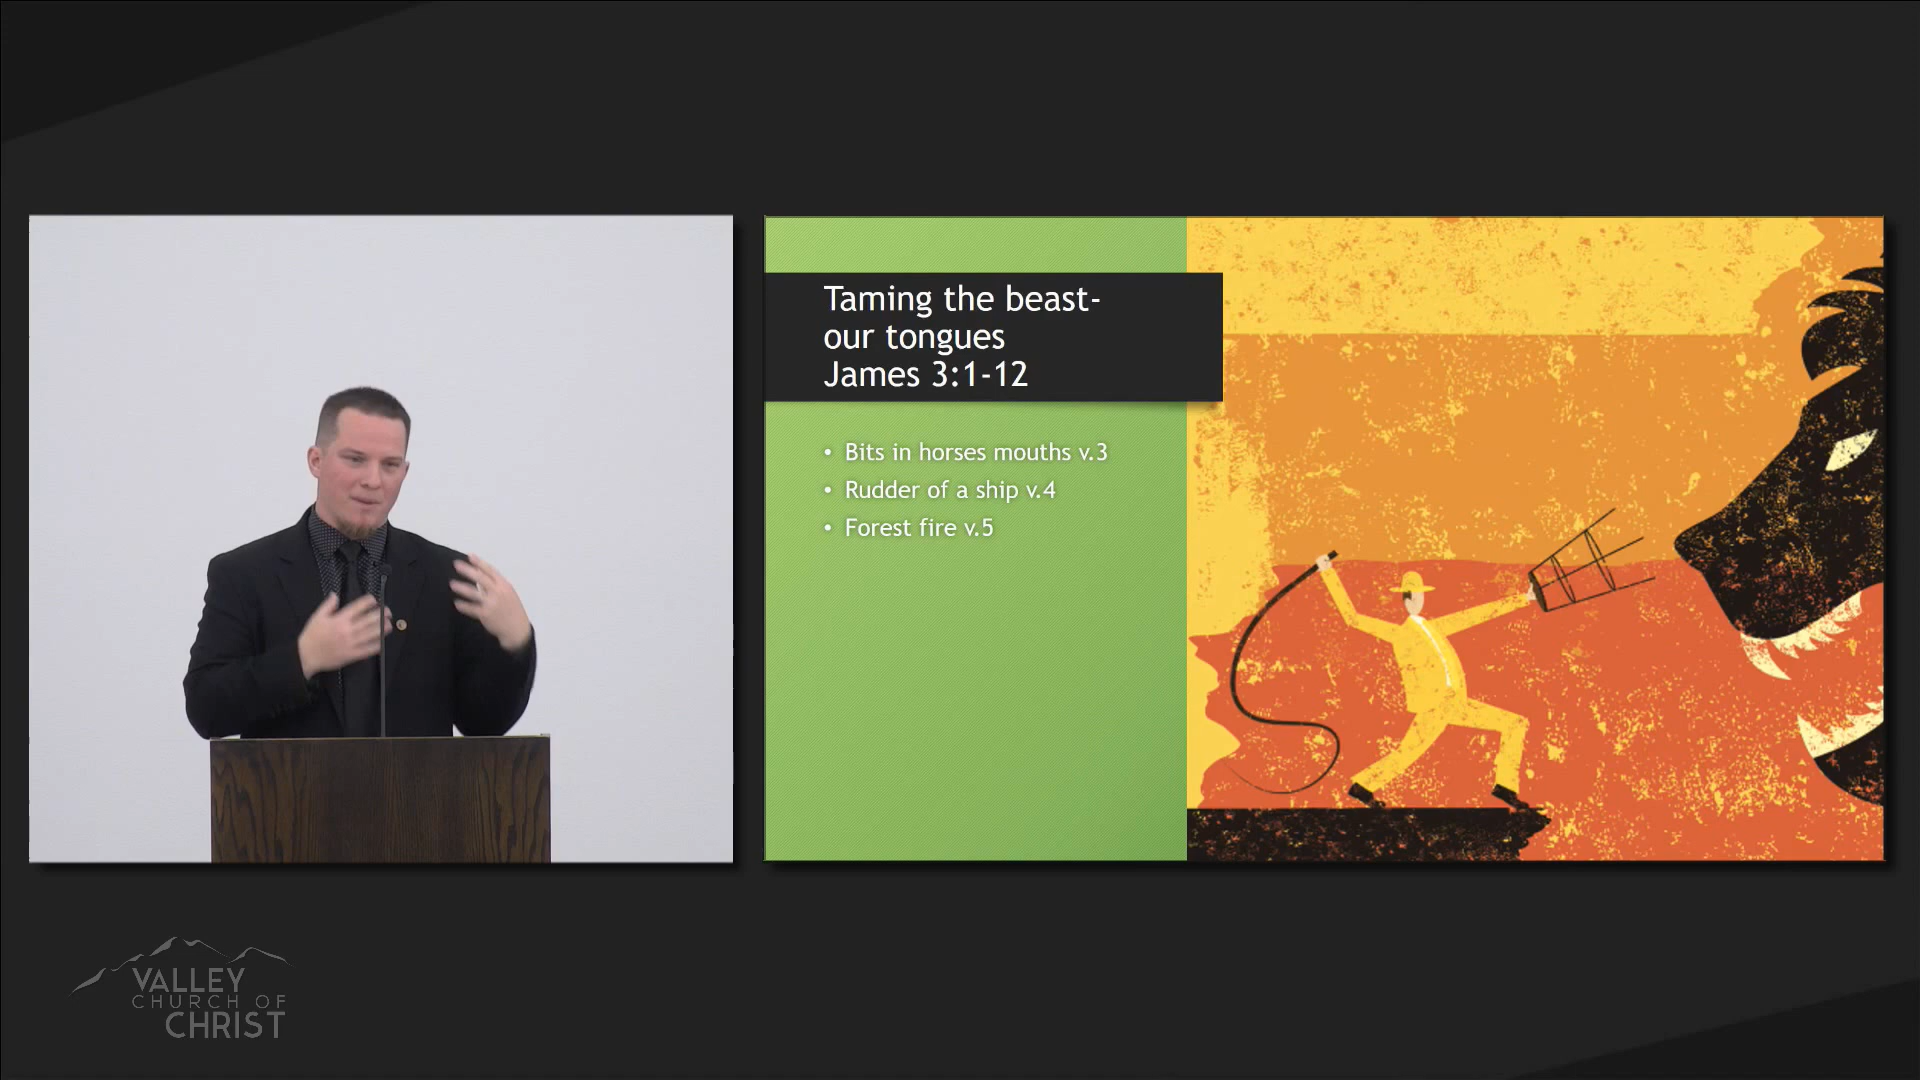 Taming the beast-
our tongues
James 3:1-12
• Bits in horses mouths v.3
• Rudder of a ship v.4
• Forest fire v.5
VALLEY
CHURCH OF
CHRIST